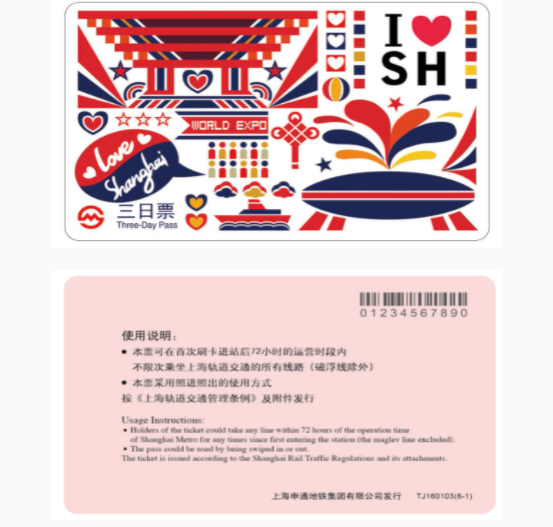 I ❤ SH
WORLD EXPO
Love
Shanghai
三日票
Three-Day Pass
01234567890
使用说明：
● 本票可在首次刷卡进站后72小时的运营时段内
不限次乘坐上海轨道交通的所有线路（磁浮线除外）
● 本票采用照进照出的使用方式
按《上海轨道交通管理条例》及附件发行
Usage Instructions:
● Holders of the ticket could take any line within 72 hours of the operation time
of Shanghai Metro for any times since first entering the station (the maglev line excluded).
● The pass could be used by being swiped in or out.
The ticket is issued according to the Shanghai Rail Traffic Regulations and its attachments.
上海申通地铁集团有限公司发行 TJ160103(6-1)